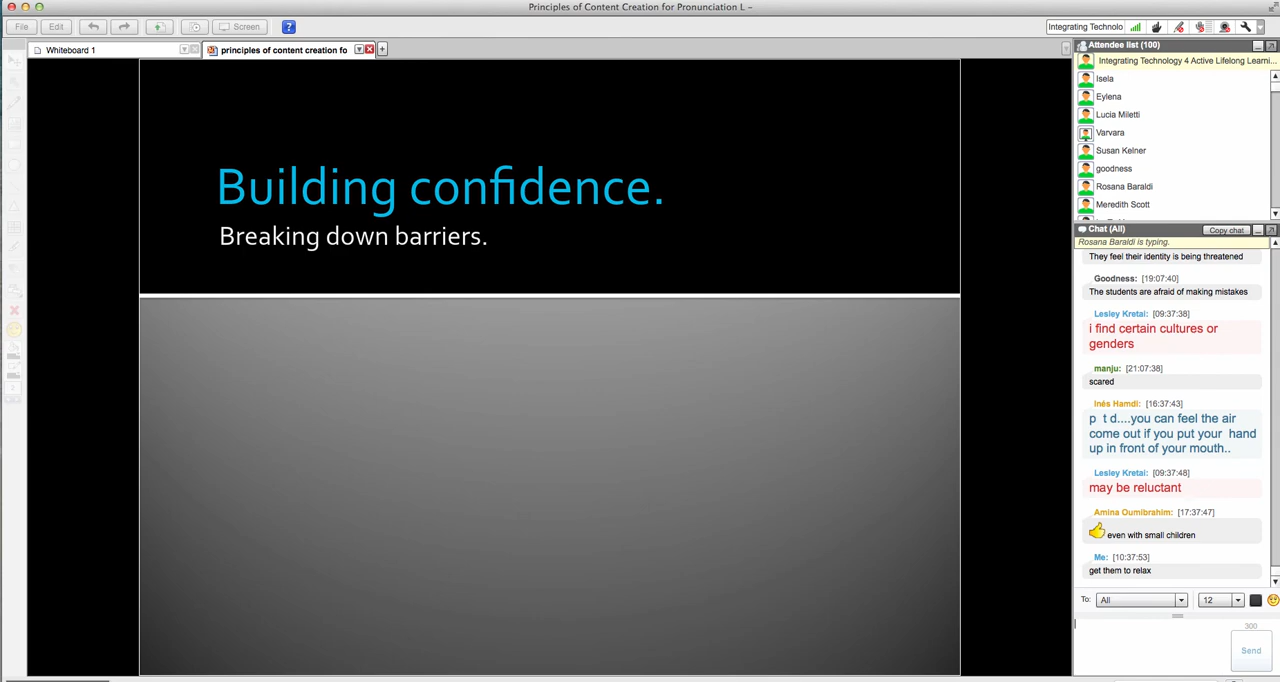 Principles of Content Creation for Pronunciation L –
File
Edit
Screen
?
Integrating Technolo
Whiteboard 1
principles of content creation fo
Building confidence.
Breaking down barriers.
Attendee list (100)
Integrating Technology 4 Active Lifelong Learni...
Isela
Eylena
Lucia Miletti
Varvara
Susan Kelner
goodness
Rosana Baraldi
Meredith Scott
Chat (All)
Copy chat
Rosana Baraldi is typing.
They feel their identity is being threatened
Goodness: [19:07:40]
The students are afraid of making mistakes
Lesley Kretai: [09:37:38]
i find certain cultures or
genders
manju: [21:07:38]
scared
Inés Hamdi: [16:37:43]
p t d....you can feel the air
come out if you put your hand
up in front of your mouth..
Lesley Kretai: [09:37:48]
may be reluctant
Amina Oumibrahim: [17:37:47]
even with small children
Me: [10:37:53]
get them to relax
To:
All
12
300
Send